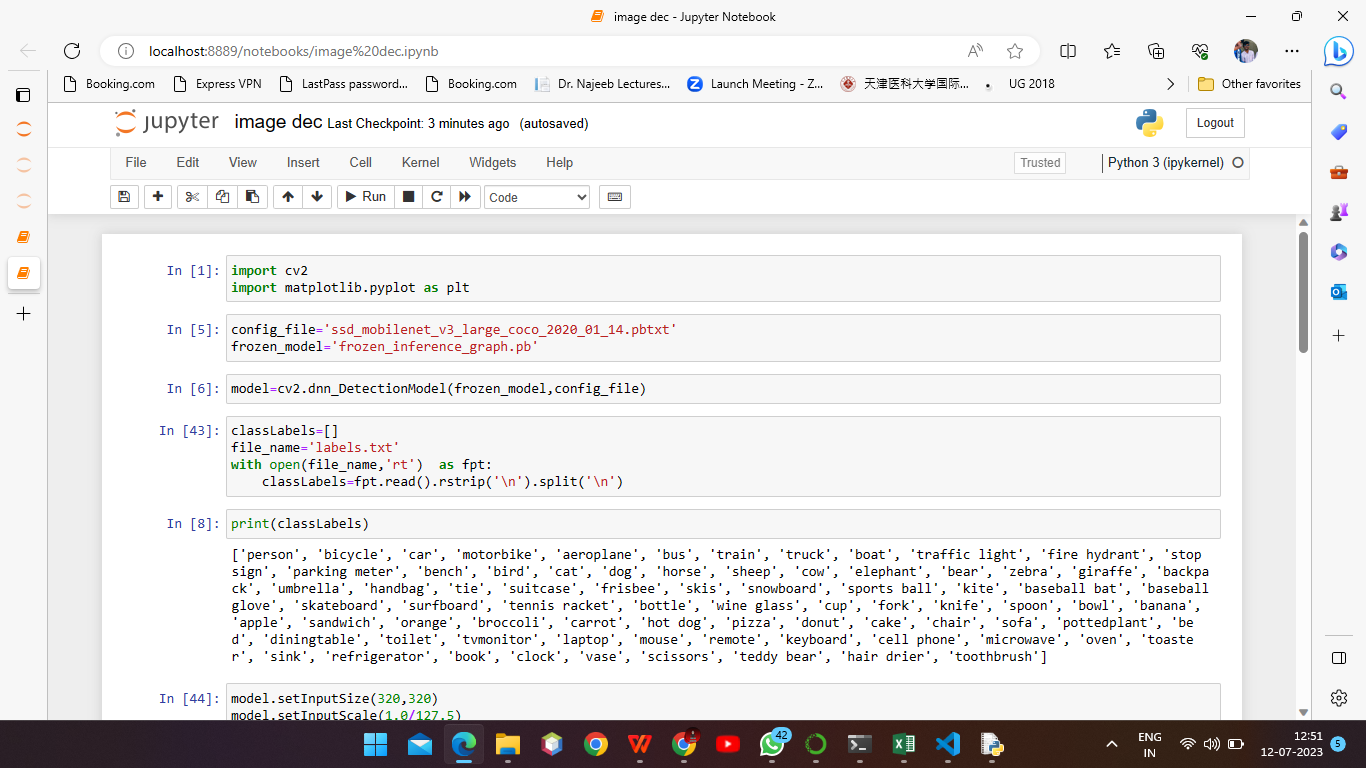 image dec - Jupyter Notebook
localhost:8889/notebooks/image%20dec.ipynb
Booking.com Express VPN LastPass password... Booking.com Dr. Najeeb Lectures... Launch Meeting - Z... 天津医科大学国际... UG 2018 Other favorites
jupyter image dec Last Checkpoint: 3 minutes ago (autosaved) Logout
File Edit View Insert Cell Kernel Widgets Help Trusted Python 3 (ipykernel)
Run Code
In [1]: import cv2
import matplotlib.pyplot as plt
In [5]: config_file='ssd_mobilenet_v3_large_coco_2020_01_14.pbtxt'
frozen_model='frozen_inference_graph.pb'
In [6]: model=cv2.dnn_DetectionModel(frozen_model,config_file)
In [43]: classLabels=[]
file_name='labels.txt'
with open(file_name,'rt')  as fpt:
    classLabels=fpt.read().rstrip('\n').split('\n')
In [8]: print(classLabels)
['person', 'bicycle', 'car', 'motorbike', 'aeroplane', 'bus', 'train', 'truck', 'boat', 'traffic light', 'fire hydrant', 'stop
sign', 'parking meter', 'bench', 'bird', 'cat', 'dog', 'horse', 'sheep', 'cow', 'elephant', 'bear', 'zebra', 'giraffe', 'backpa
ck', 'umbrella', 'handbag', 'tie', 'suitcase', 'frisbee', 'skis', 'snowboard', 'sports ball', 'kite', 'baseball bat', 'baseball
glove', 'skateboard', 'surfboard', 'tennis racket', 'bottle', 'wine glass', 'cup', 'fork', 'knife', 'spoon', 'bowl', 'banana',
'apple', 'sandwich', 'orange', 'broccoli', 'carrot', 'hot dog', 'pizza', 'donut', 'cake', 'chair', 'sofa', 'pottedplant', 'be
d', 'diningtable', 'toilet', 'tvmonitor', 'laptop', 'mouse', 'remote', 'keyboard', 'cell phone', 'microwave', 'oven', 'toaste
r', 'sink', 'refrigerator', 'book', 'clock', 'vase', 'scissors', 'teddy bear', 'hair drier', 'toothbrush']
In [44]: model.setInputSize(320,320)
model.setInputScale(1.0/127.5)
42
ENG
IN
12:51
12-07-2023
5